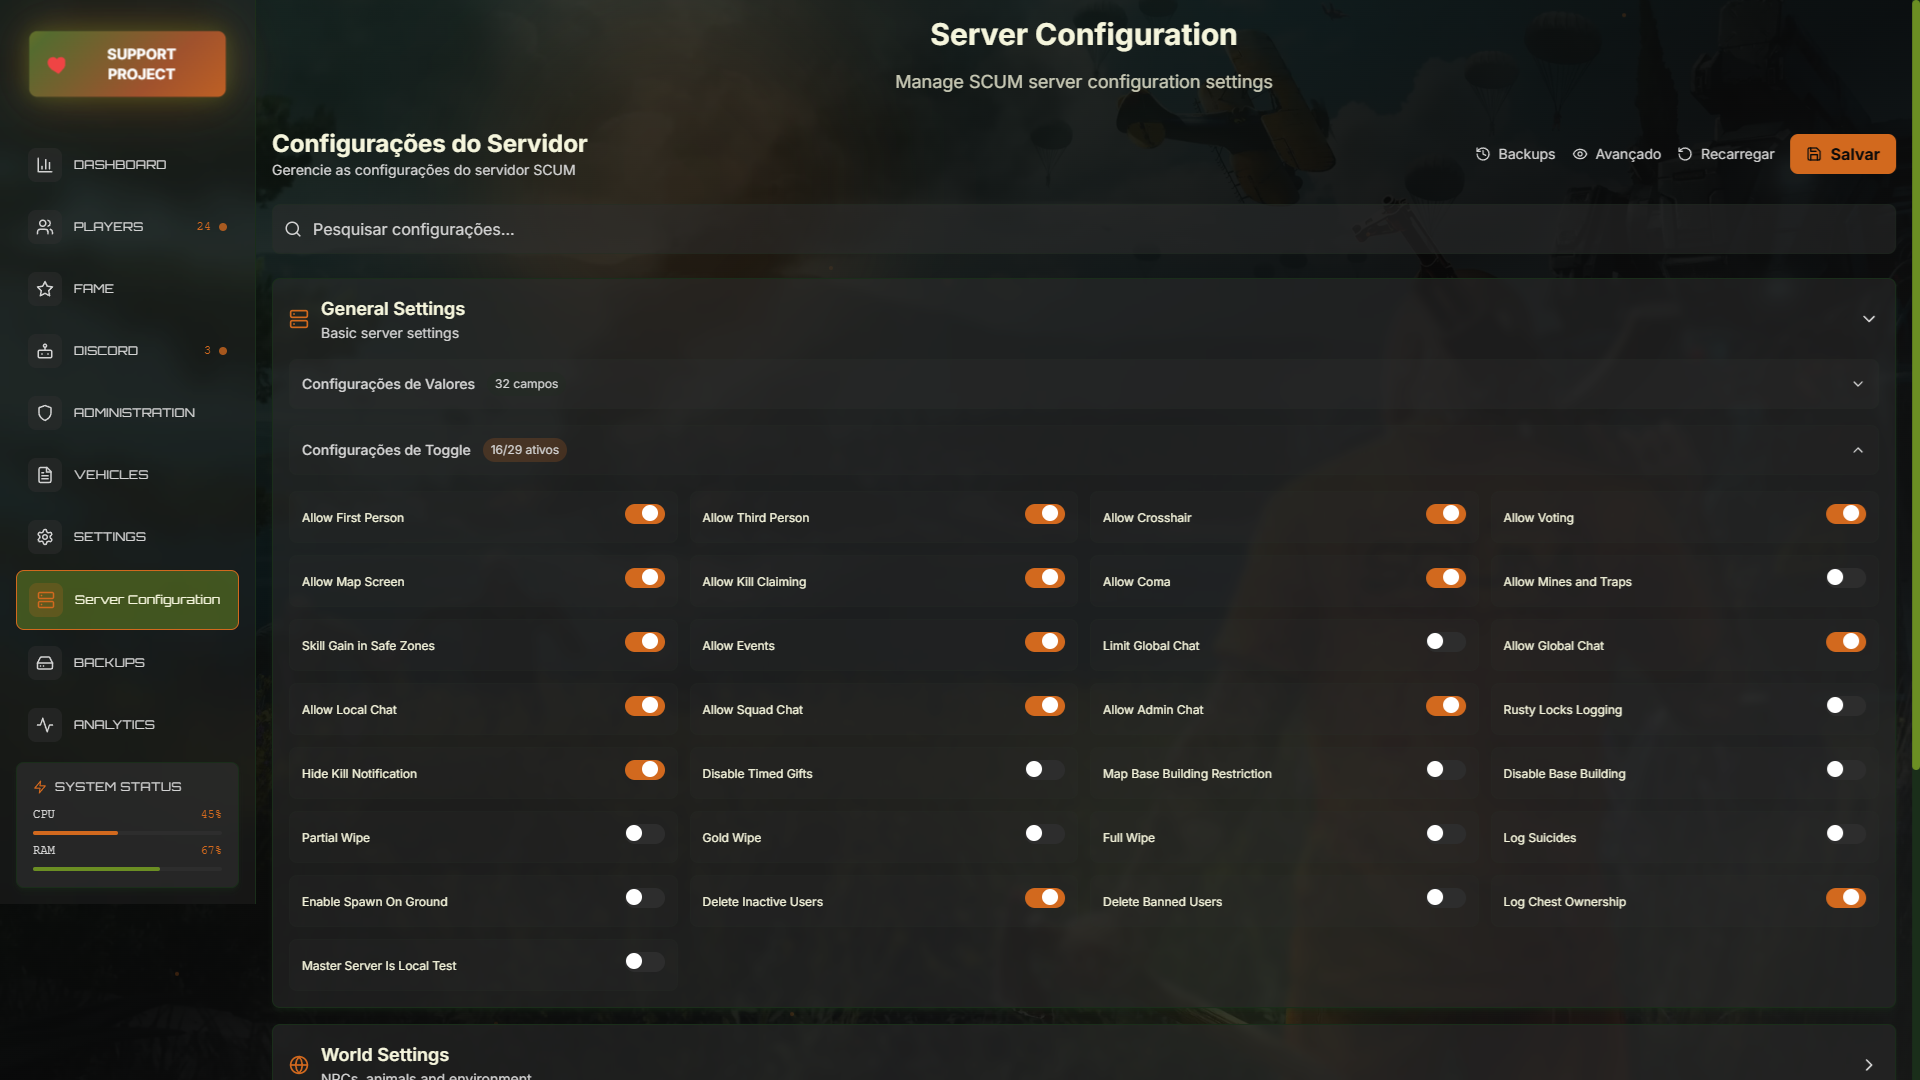 SUPPORT
PROJECT
DASHBOARD
PLAYERS 24
FAME
DISCORD 3
ADMINISTRATION
VEHICLES
SETTINGS
Server Configuration
BACKUPS
ANALYTICS
SYSTEM STATUS
CPU 45%
RAM 67%
Server Configuration
Manage SCUM server configuration settings
Configurações do Servidor
Gerencie as configurações do servidor SCUM
Backups Avançado Recarregar Salvar
Pesquisar configurações...
General Settings
Basic server settings
Configurações de Valores 32 campos
Configurações de Toggle 16/29 ativos
Allow First Person Allow Third Person Allow Crosshair Allow Voting
Allow Map Screen Allow Kill Claiming Allow Coma Allow Mines and Traps
Skill Gain in Safe Zones Allow Events Limit Global Chat Allow Global Chat
Allow Local Chat Allow Squad Chat Allow Admin Chat Rusty Locks Logging
Hide Kill Notification Disable Timed Gifts Map Base Building Restriction Disable Base Building
Partial Wipe Gold Wipe Full Wipe Log Suicides
Enable Spawn On Ground Delete Inactive Users Delete Banned Users Log Chest Ownership
Master Server Is Local Test
World Settings
NPCs, animals and environment